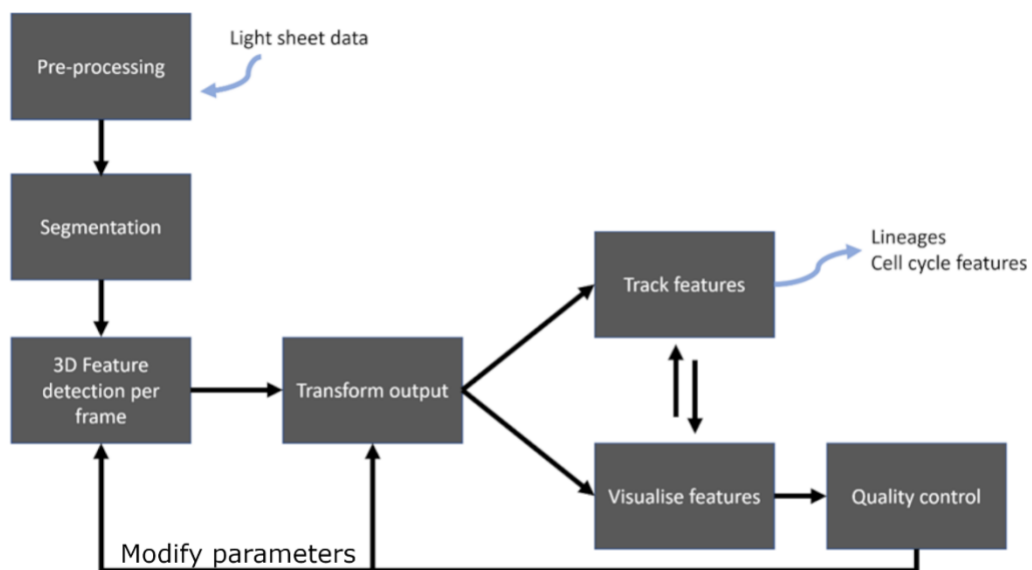 Light sheet data
Pre-processing
Segmentation
3D Feature
detection per
frame
Transform output
Track features
Lineages
Cell cycle features
Visualise features
Quality control
Modify parameters